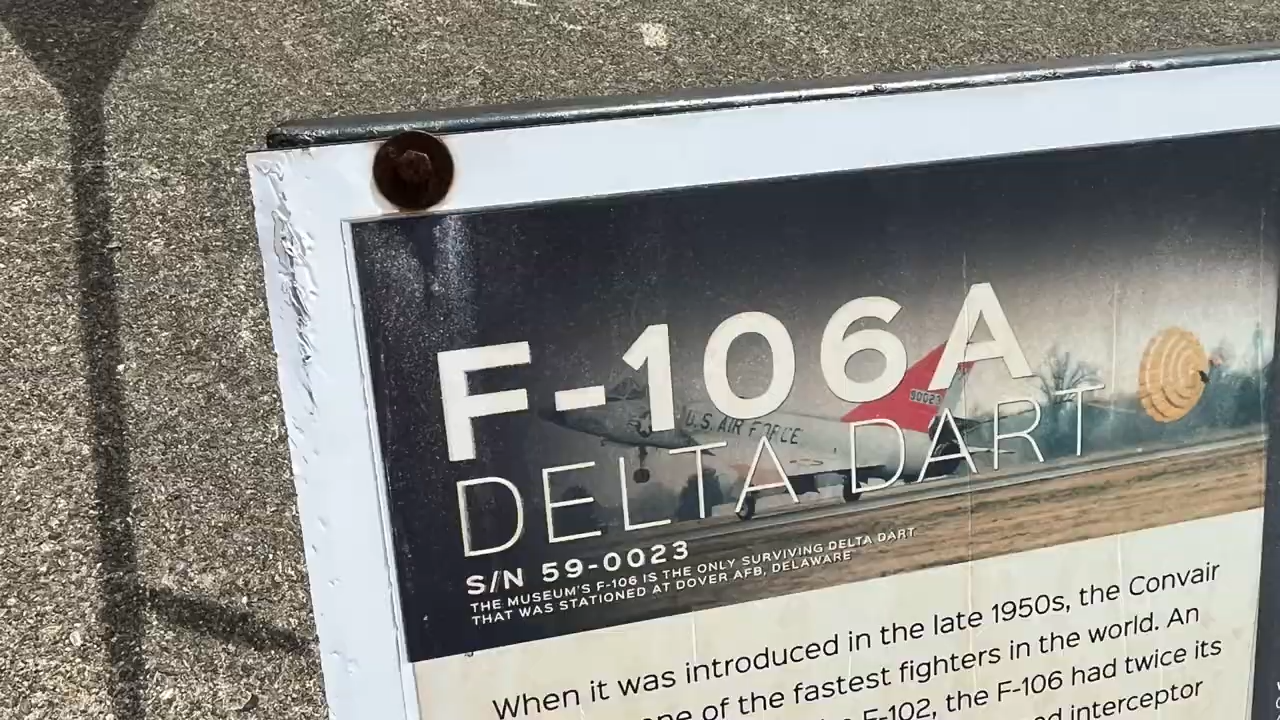 F-106A
U.S. AIR FORCE
90023
DELTA DART
S/N 59-0023
THE MUSEUM'S F-106 IS THE ONLY SURVIVING DELTA DART
THAT WAS STATIONED AT DOVER AFB, DELAWARE
When it was introduced in the late 1950s, the Convair
one of the fastest fighters in the world. An
F-102, the F-106 had twice its
interceptor